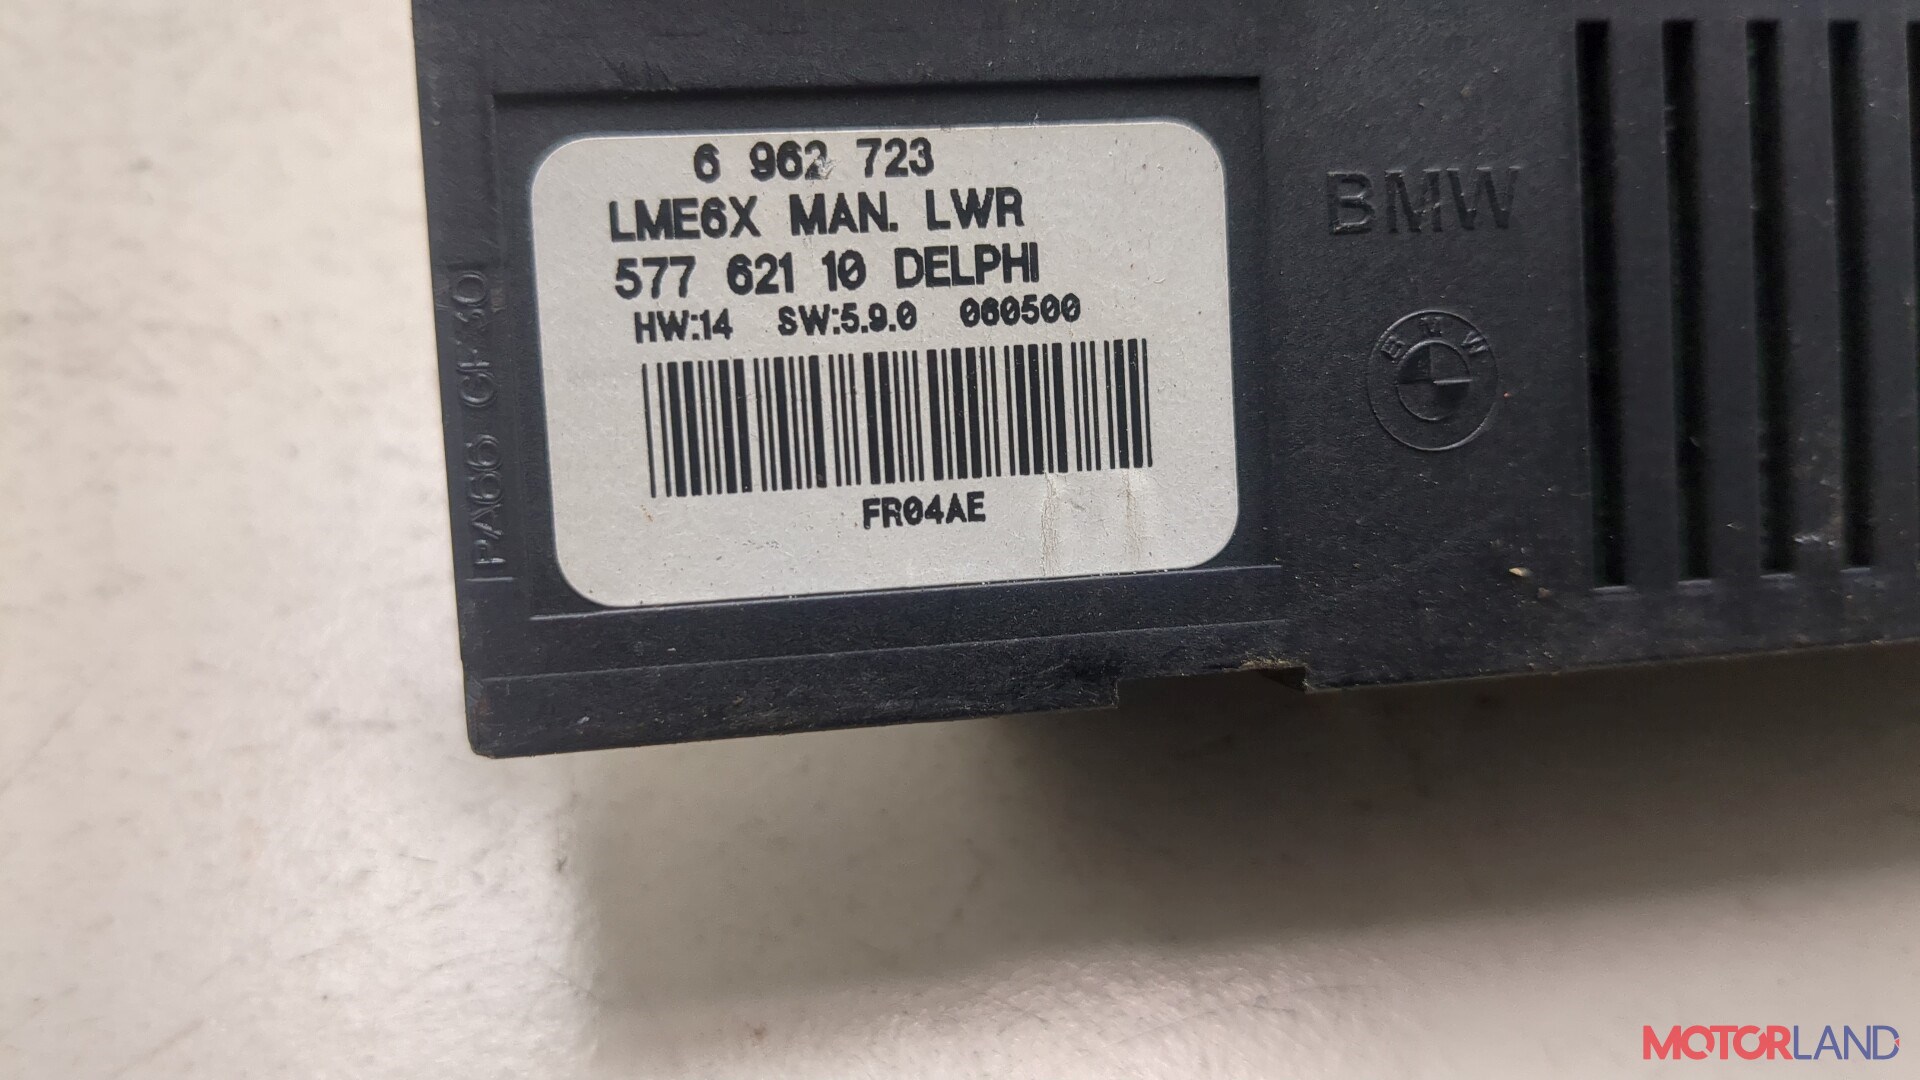 6 962 723
LME6X MAN. LWR
577 621 10 DELPHI
HW:14 SW:5.9.0 060500
FR04AE
PA66 GF30
BMW
BMW
MOTORLAND